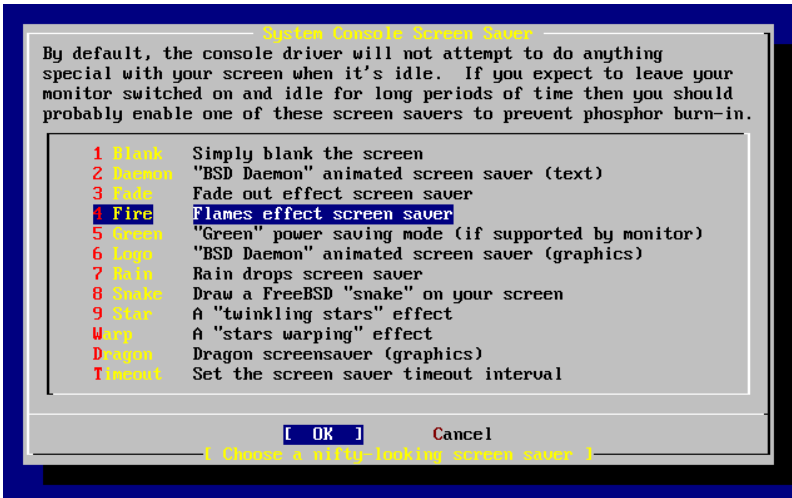 System Console Screen Saver
By default, the console driver will not attempt to do anything
special with your screen when it's idle.  If you expect to leave your
monitor switched on and idle for long periods of time then you should
probably enable one of these screen savers to prevent phosphor burn-in.
1 Blank   Simply blank the screen
2 Daemon  "BSD Daemon" animated screen saver (text)
3 Fade    Fade out effect screen saver
4 Fire    Flames effect screen saver
5 Green   "Green" power saving mode (if supported by monitor)
6 Logo    "BSD Daemon" animated screen saver (graphics)
7 Rain    Rain drops screen saver
8 Snake   Draw a FreeBSD "snake" on your screen
9 Star    A "twinkling stars" effect
Warp      A "stars warping" effect
Dragon    Dragon screensaver (graphics)
Timeout   Set the screen saver timeout interval
[  OK  ]       Cancel
[ Choose a nifty-looking screen saver ]